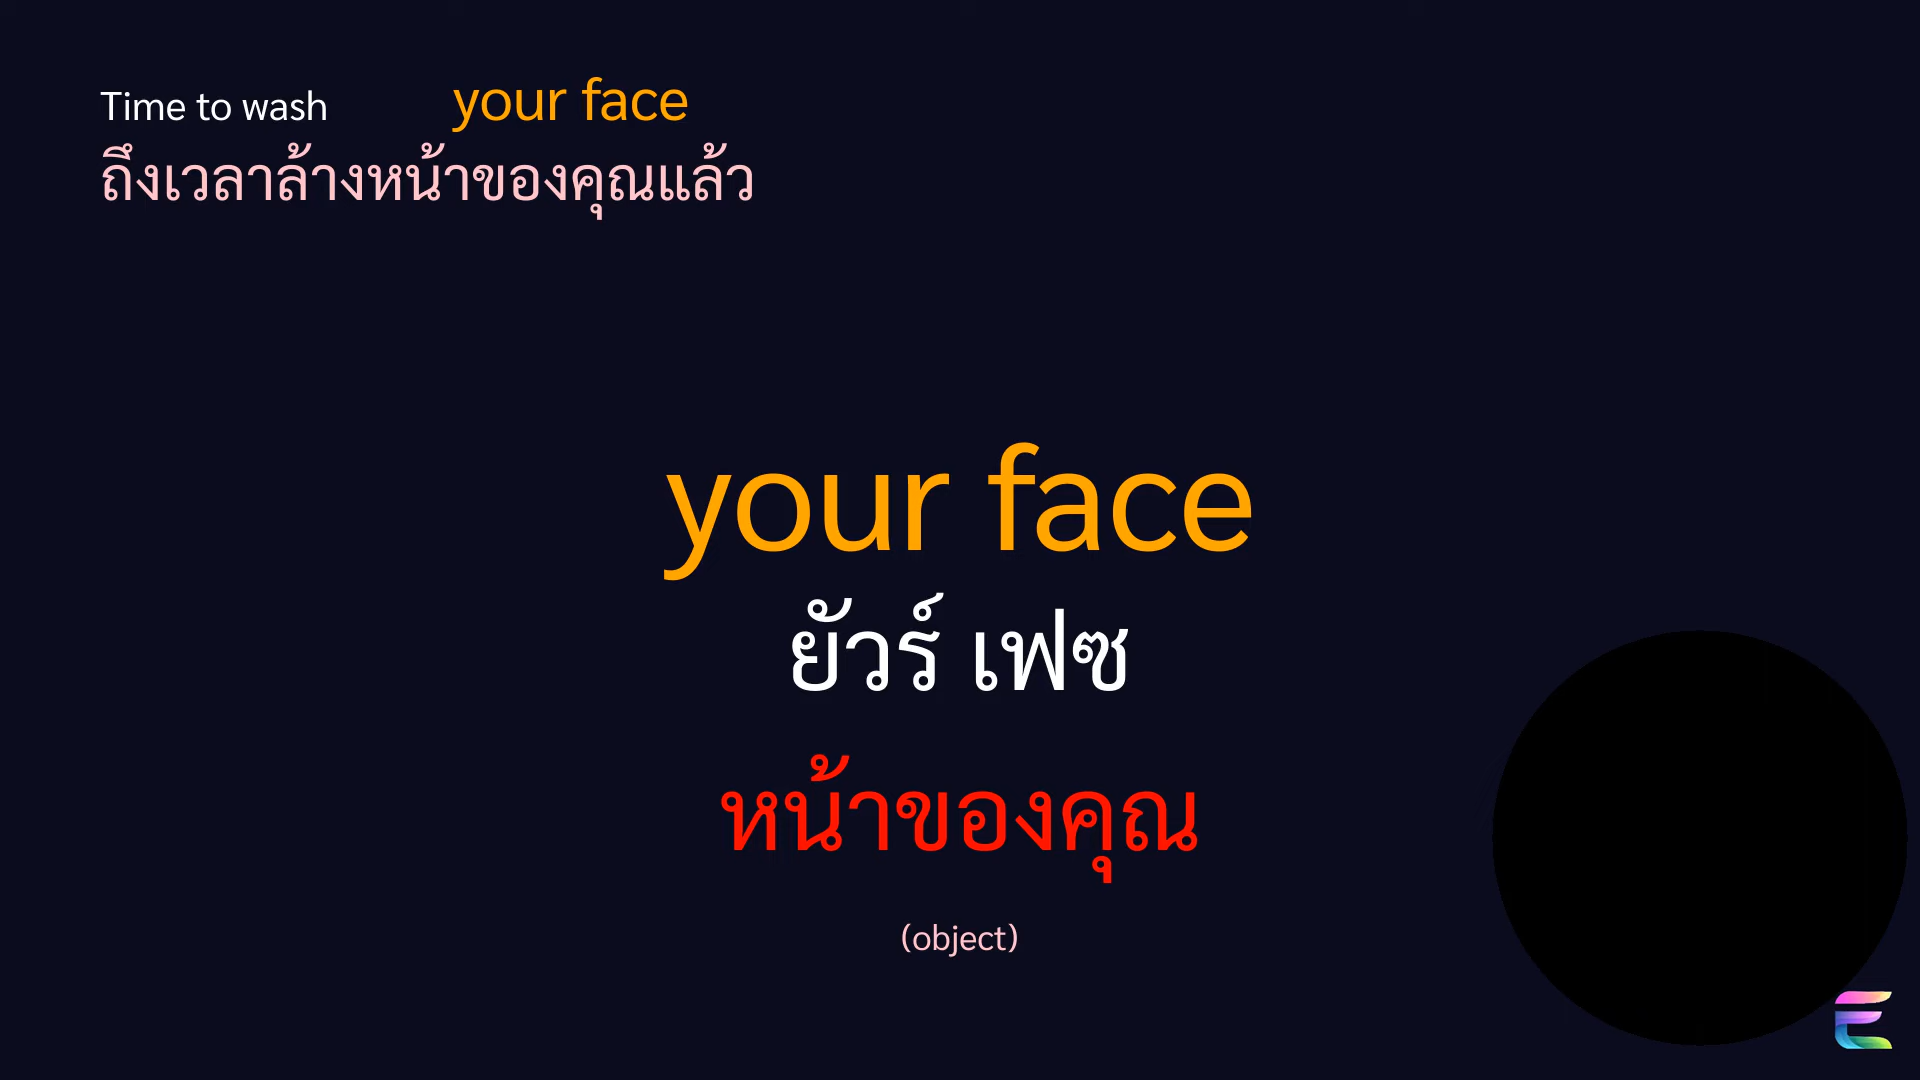 Time to wash your face
ถึงเวลาล้างหน้าของคุณแล้ว
your face
ยัวร์ เฟซ
หน้าของคุณ
(object)